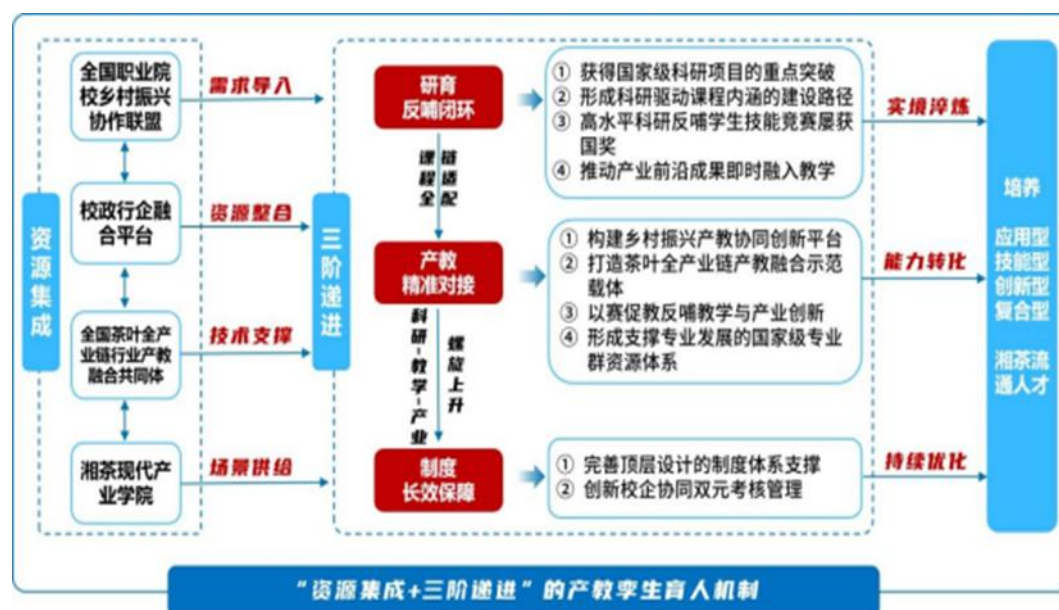 资源集成
全国职业院
校乡村振兴
协作联盟
校政行企融
合平台
全国茶叶全产
业链行业产教
融合共同体
湘茶现代产
业学院
需求导入
资源整合
技术支撑
场景供给
三阶递进
研育
反哺闭环
课程全
链适配
产教
精准对接
科研-教学-产业
螺旋上升
制度
长效保障
① 获得国家级科研项目的重点突破
② 形成科研驱动课程内涵的建设路径
③ 高水平科研反哺学生技能竞赛屡获
国奖
④ 推动产业前沿成果即时融入教学
① 构建乡村振兴产教协同创新平台
② 打造茶叶全产业链产教融合示范
载体
③ 以赛促教反哺教学与产业创新
④ 形成支撑专业发展的国家级专业
群资源体系
① 完善顶层设计的制度体系支撑
② 创新校企协同双元考核管理
实境淬炼
能力转化
持续优化
培养
应用型
技能型
创新型
复合型
湘茶流
通人才
“资源集成+三阶递进”的产教孪生育人机制